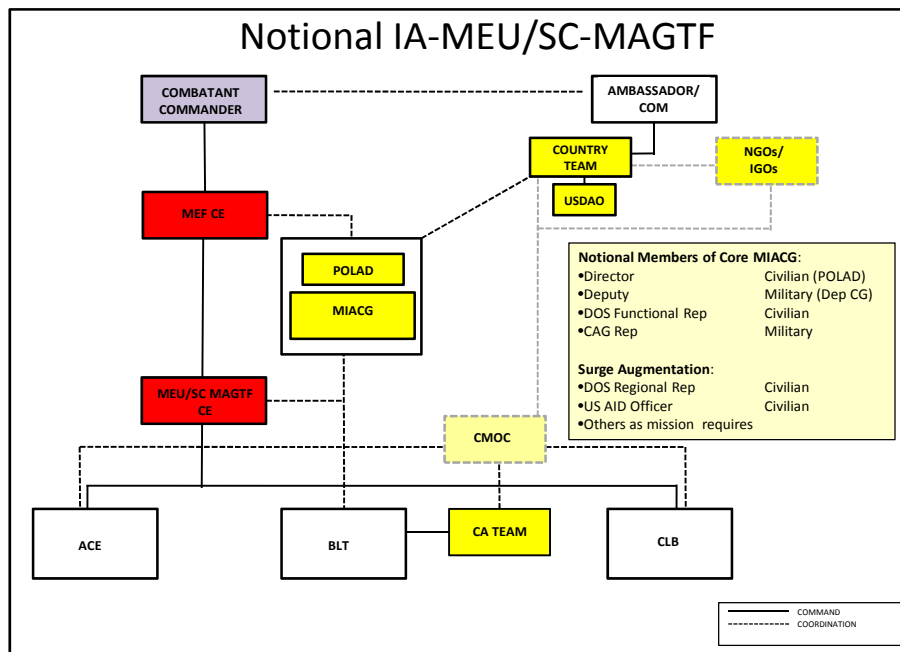 Notional IA-MEU/SC-MAGTF
COMBATANT
COMMANDER
AMBASSADOR/
COM
COUNTRY
TEAM
NGOs/
IGOs
USDAO
MEF CE
POLAD
MIACG
Notional Members of Core MIACG:
•Director Civilian (POLAD)
•Deputy Military (Dep CG)
•DOS Functional Rep Civilian
•CAG Rep Military
Surge Augmentation:
•DOS Regional Rep Civilian
•US AID Officer Civilian
•Others as mission requires
MEU/SC MAGTF
CE
CMOC
ACE
BLT
CA TEAM
CLB
COMMAND
COORDINATION